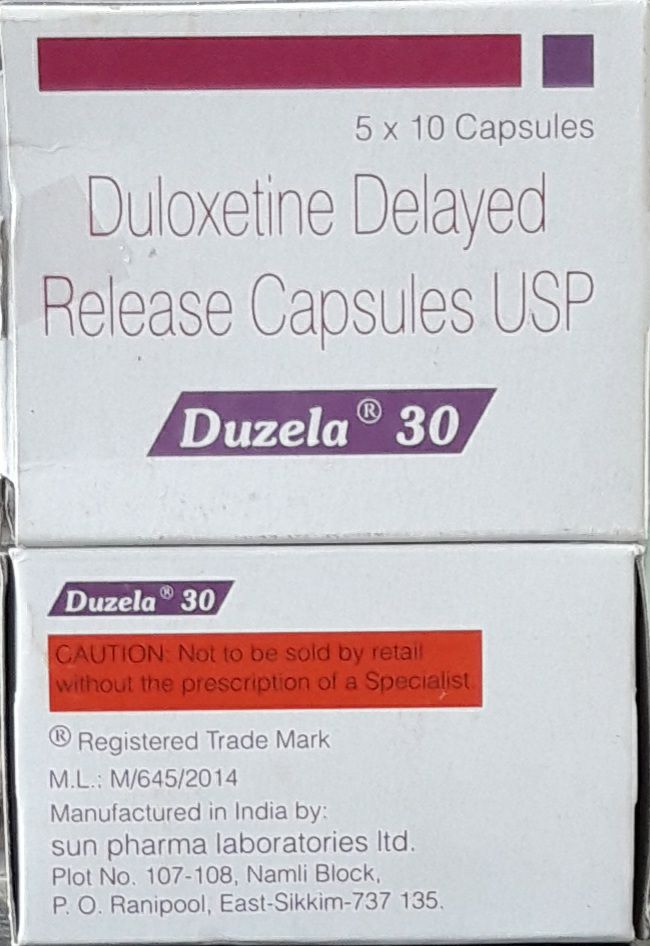 5 x 10 Capsules
Duloxetine Delayed
Release Capsules USP
Duzela® 30
Duzela® 30
CAUTION: Not to be sold by retail
without the prescription of a Specialist
® Registered Trade Mark
M.L.: M/645/2014
Manufactured in India by:
sun pharma laboratories ltd.
Plot No. 107-108, Namli Block,
P. O. Ranipool, East-Sikkim-737 135.